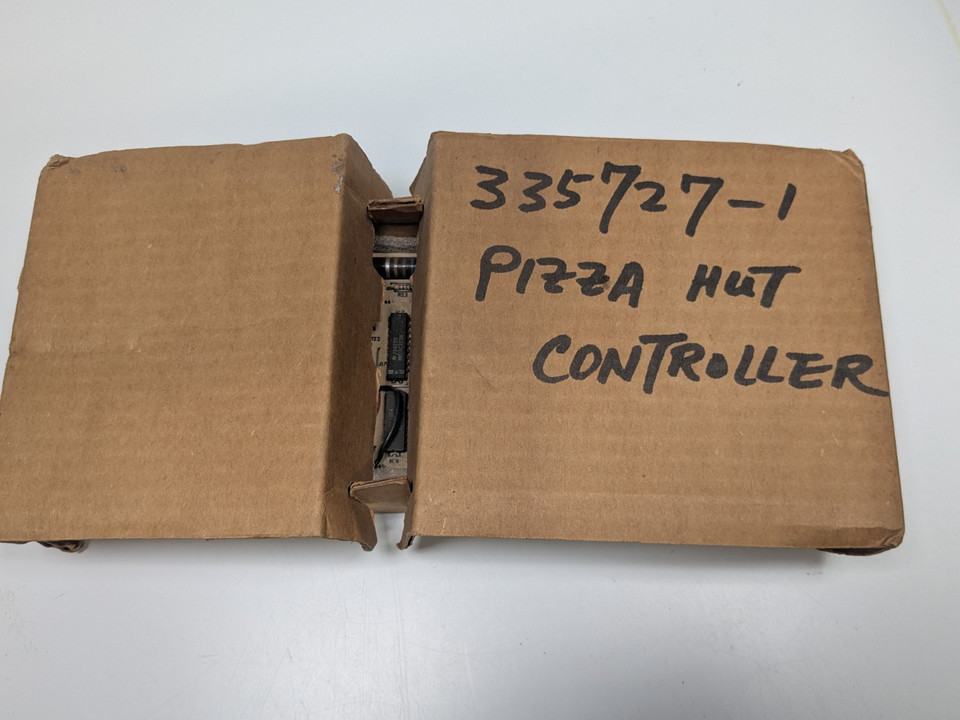 335727-1
PIZZA HUT
CONTROLLER